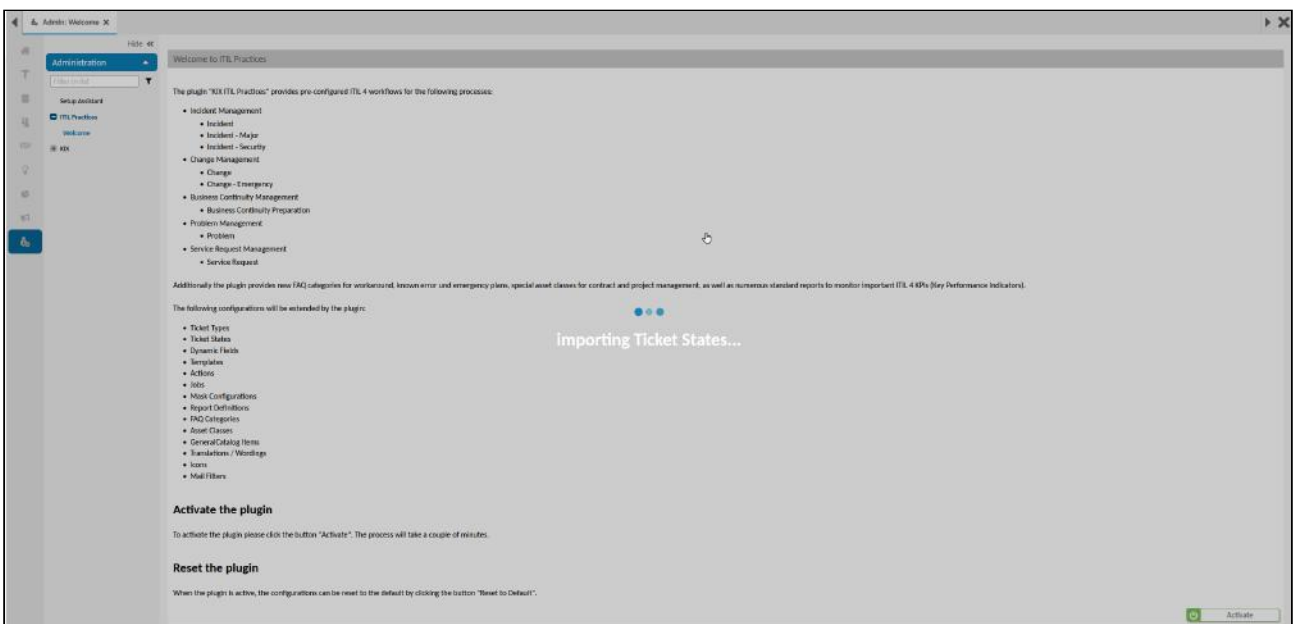 Admin: Welcome
Hide
Administration
Welcome to ITIL Practices
Setup Assistant
ITIL Practices
Welcome
KIX
The plugin "KIX ITIL Practices" provides pre-configured ITIL 4 workflows for the following processes:
Incident Management
Incident
Incident - Major
Incident - Security
Change Management
Change
Change - Emergency
Business Continuity Management
Business Continuity Preparation
Problem Management
Problem
Service Request Management
Service Request
Additionally the plugin provides new FAQ categories for workaround, known error und emergency plans, special asset classes for contract and project management, as well as numerous standard reports to monitor important ITIL 4 KPIs (Key Performance Indicators).
The following configurations will be extended by the plugin:
Ticket Types
Ticket States
Dynamic Fields
Templates
Actions
Jobs
Mask Configurations
Report Definitions
FAQ Categories
Asset Classes
GeneralCatalog Items
Translations / Wordings
Icons
Mail Filters
importing Ticket States...
Activate the plugin
To activate the plugin please click the button "Activate". The process will take a couple of minutes.
Reset the plugin
When the plugin is active, the configurations can be reset to the default by clicking the button "Reset to Default".
Activate